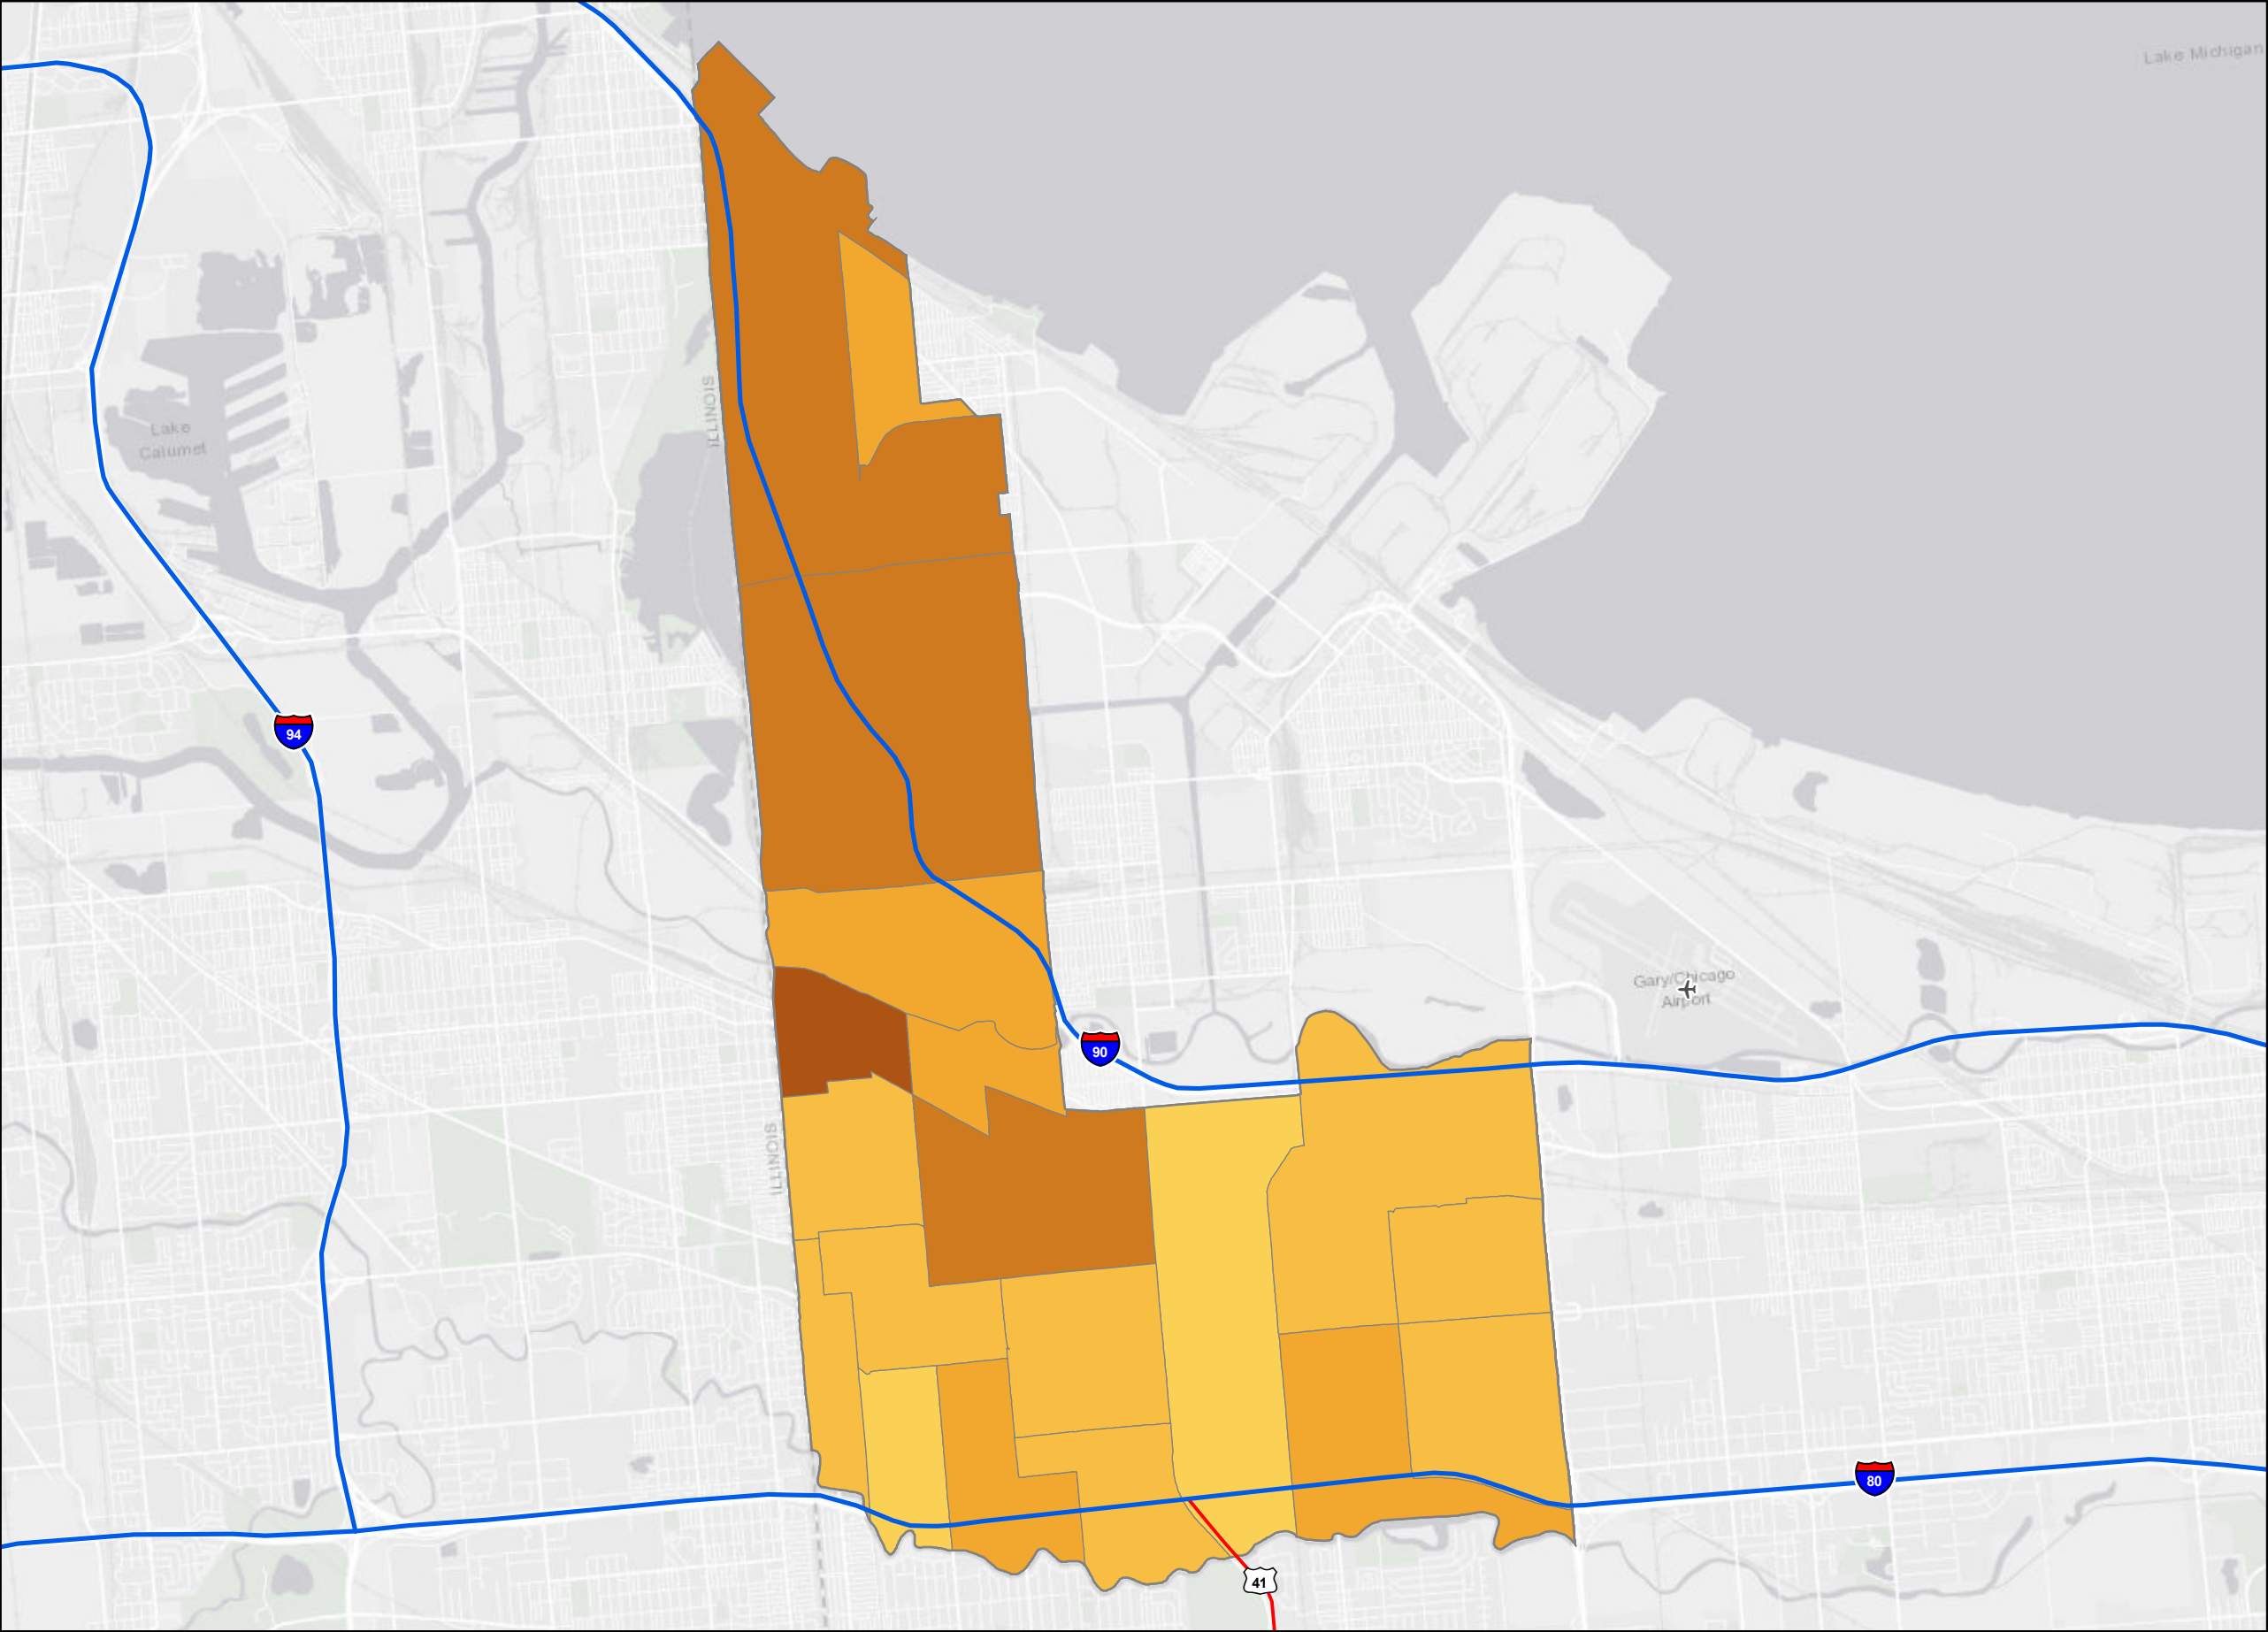 Lake Michigan
ILLINOIS
Lake
Calumet
94
Gary/Chicago
Airport
90
ILLINOIS
80
41